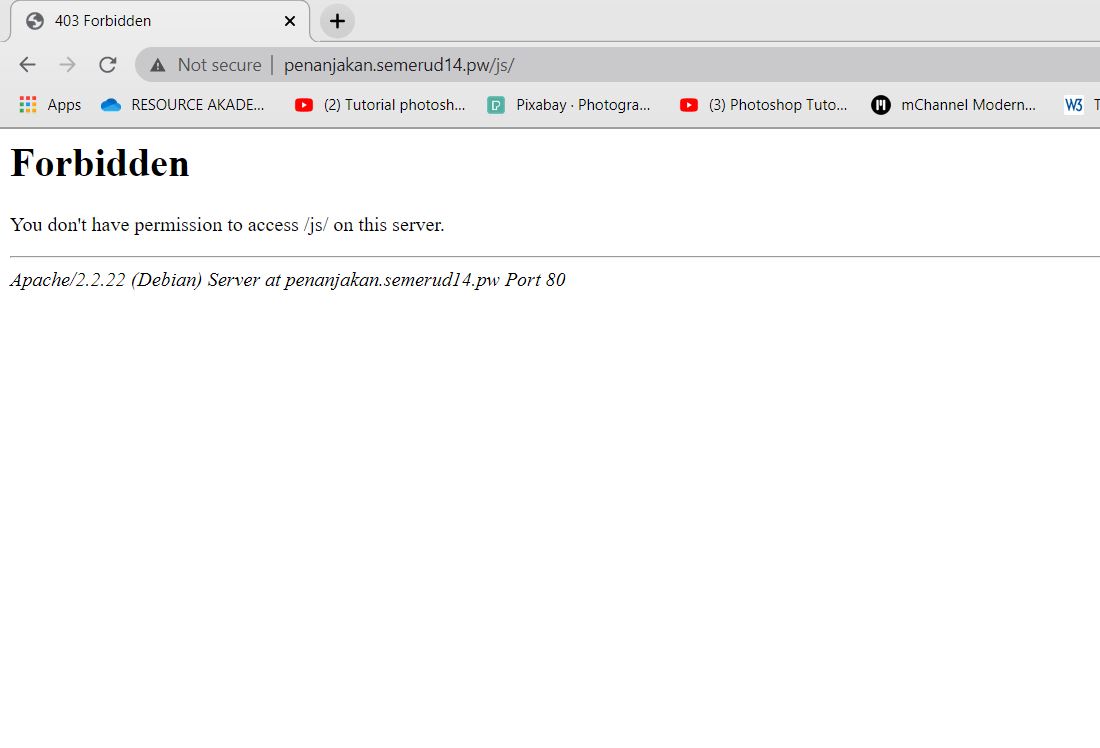 403 Forbidden
Not secure | penanjakan.semerud14.pw/js/
Apps RESOURCE AKADE... (2) Tutorial photosh... Pixabay · Photogra... (3) Photoshop Tuto... mChannel Modern... W3 T
Forbidden
You don't have permission to access /js/ on this server.
Apache/2.2.22 (Debian) Server at penanjakan.semerud14.pw Port 80